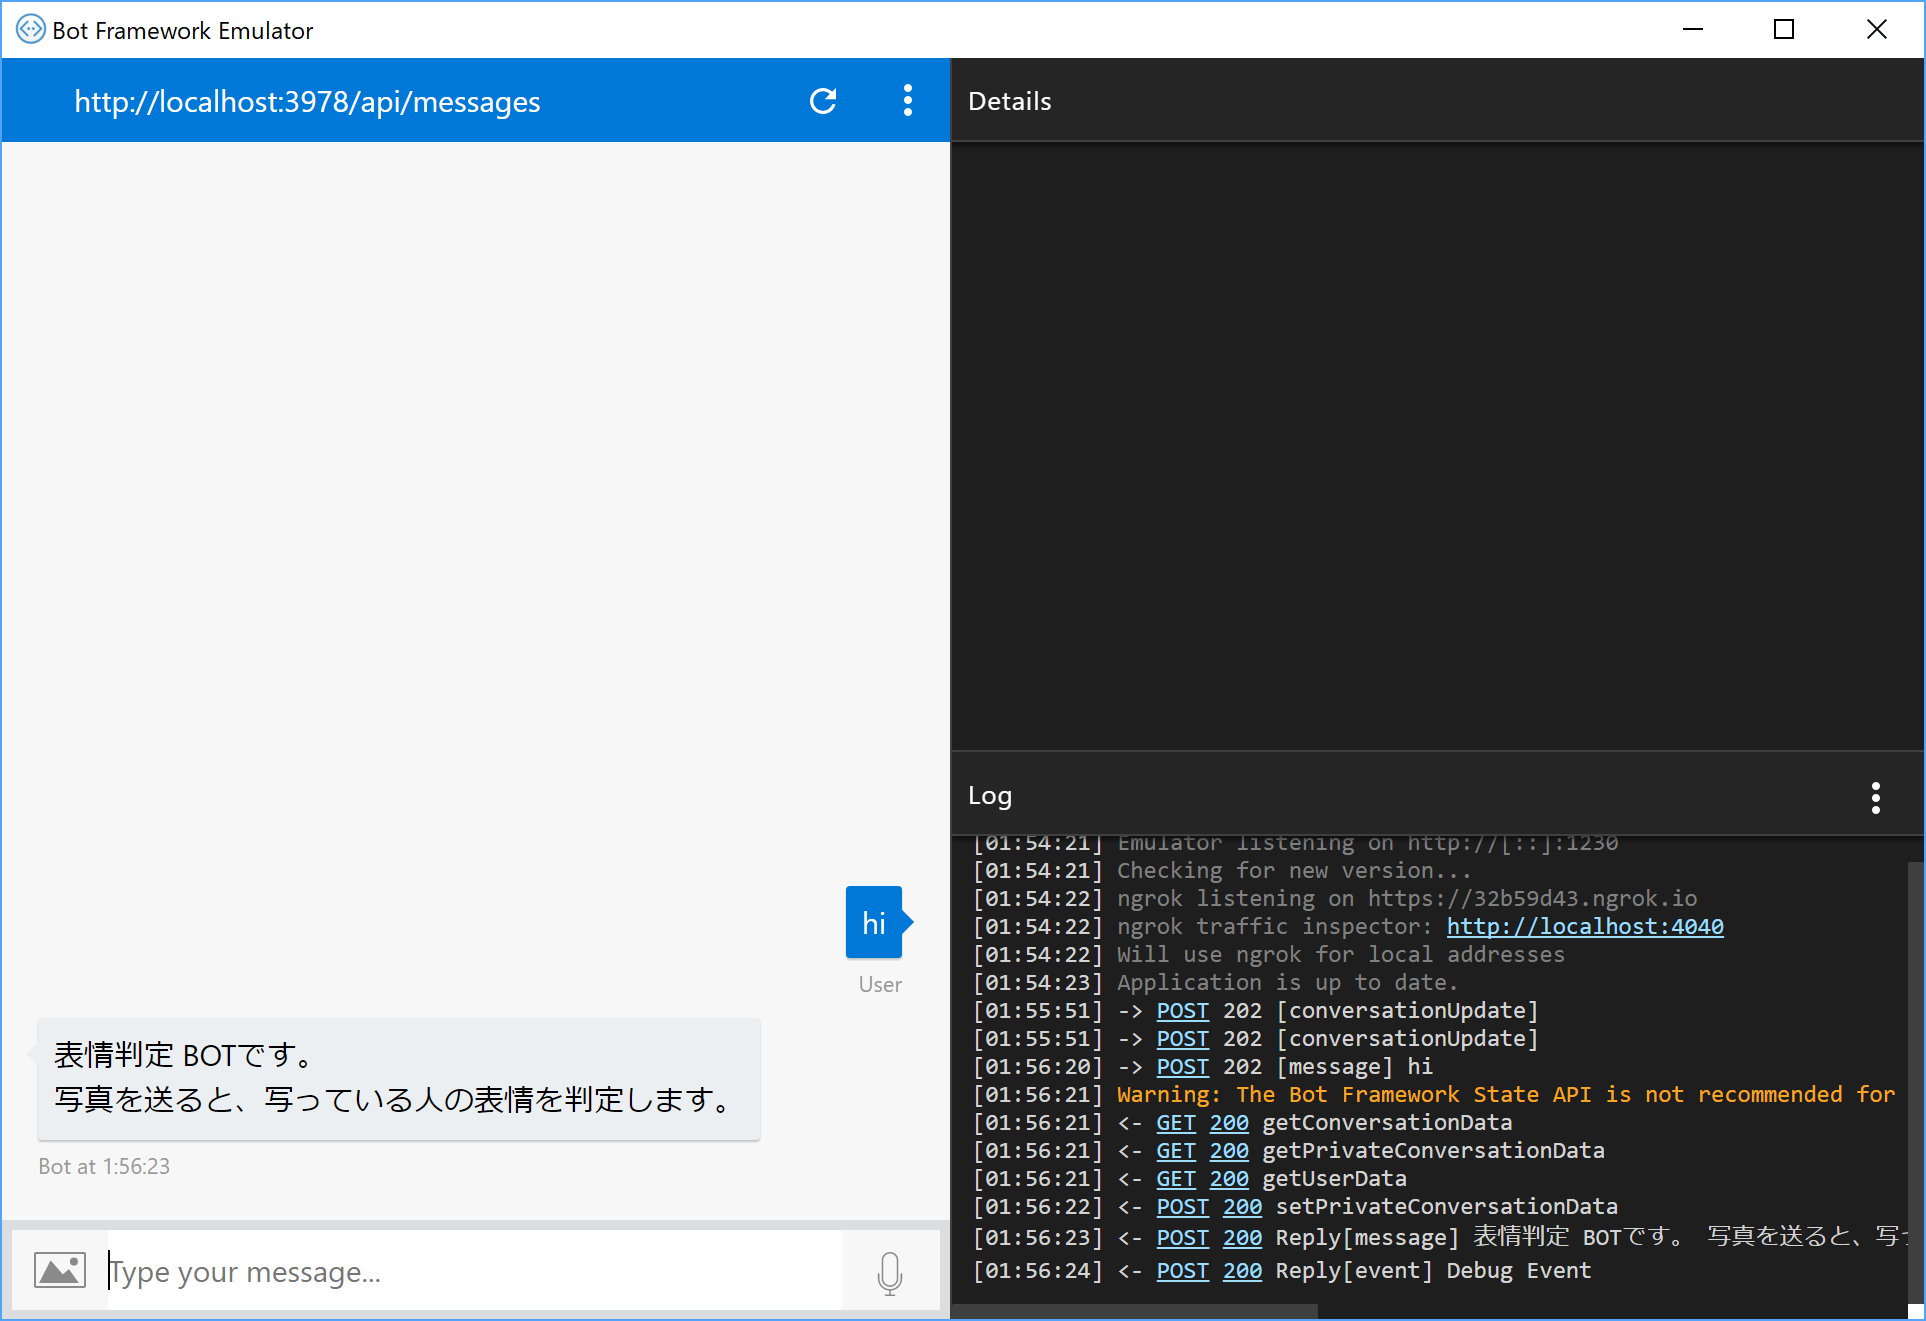 Bot Framework Emulator
http://localhost:3978/api/messages
Details
hi
User
表情判定 BOTです。
写真を送ると、写っている人の表情を判定します。
Bot at 1:56:23
Type your message...
Log
[01:54:21] Emulator listening on http://[::]:1230
[01:54:21] Checking for new version...
[01:54:22] ngrok listening on https://32b59d43.ngrok.io
[01:54:22] ngrok traffic inspector: http://localhost:4040
[01:54:22] Will use ngrok for local addresses
[01:54:23] Application is up to date.
[01:55:51] -> POST 202 [conversationUpdate]
[01:55:51] -> POST 202 [conversationUpdate]
[01:56:20] -> POST 202 [message] hi
[01:56:21] Warning: The Bot Framework State API is not recommended for
[01:56:21] <- GET 200 getConversationData
[01:56:21] <- GET 200 getPrivateConversationData
[01:56:21] <- GET 200 getUserData
[01:56:22] <- POST 200 setPrivateConversationData
[01:56:23] <- POST 200 Reply[message] 表情判定 BOTです。 写真を送ると、写っ
[01:56:24] <- POST 200 Reply[event] Debug Event